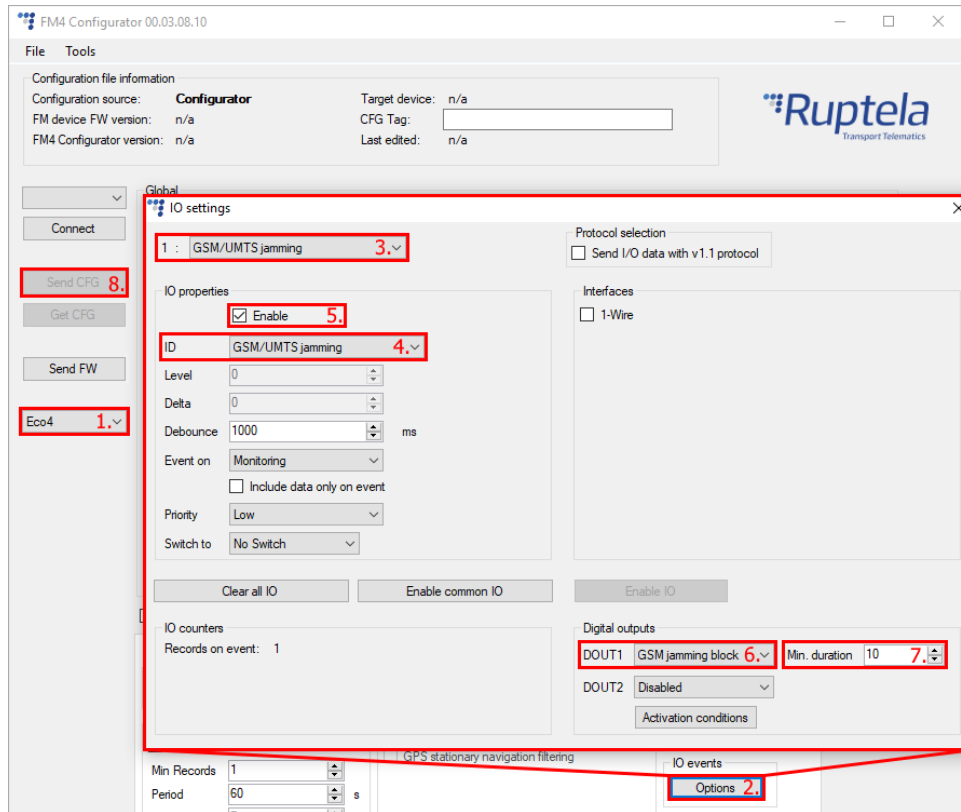 FM4 Configurator 00.03.08.10
File Tools
Configuration file information
Configuration source: Configurator Target device: n/a
FM device FW version: n/a CFG Tag:
FM4 Configurator version: n/a Last edited: n/a
Ruptela
Transport Telematics
Global
IO settings
Connect
1 : GSM/UMTS jamming 3.
Protocol selection
Send I/O data with v1.1 protocol
Send CFG 8.
Get CFG
Send FW
Eco4 1.
IO properties
Enable 5.
ID GSM/UMTS jamming 4.
Level 0
Delta 0
Debounce 1000 ms
Event on Monitoring
Include data only on event
Priority Low
Switch to No Switch
Interfaces
1-Wire
Clear all IO Enable common IO Enable IO
IO counters
Records on event: 1
Digital outputs
DOUT1 GSM jamming block 6. Min. duration 10 7.
DOUT2 Disabled
Activation conditions
GPS stationary navigation filtering
Min Records 1
Period 60 s
IO events
Options 2.